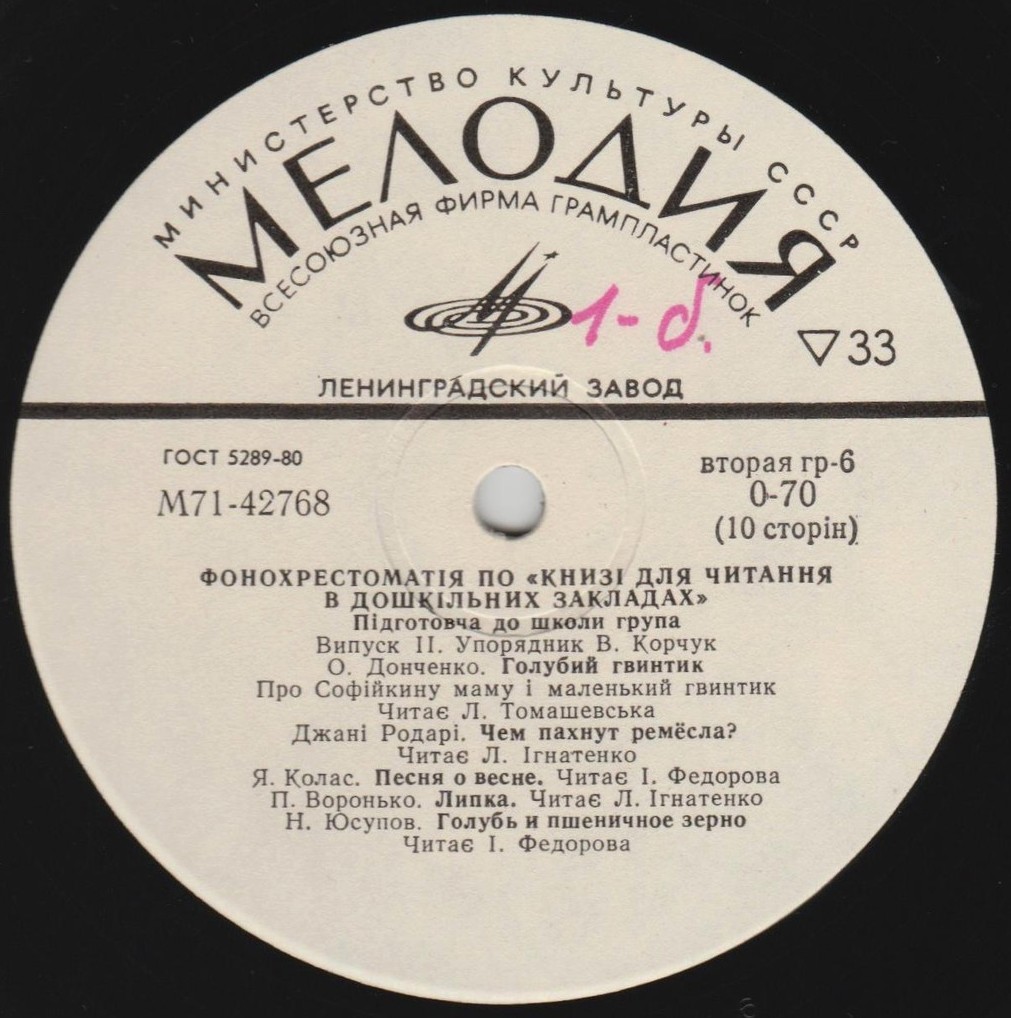 МИНИСТЕРСТВО КУЛЬТУРЫ СССР
МЕЛОДИЯ
ВСЕСОЮЗНАЯ ФИРМА ГРАМПЛАСТИНОК
1-б.
▽33
ЛЕНИНГРАДСКИЙ ЗАВОД
ГОСТ 5289-80
М71-42768
вторая гр-6
0-70
(10 сторін)
ФОНОХРЕСТОМАТІЯ ПО «КНИЗІ ДЛЯ ЧИТАННЯ
В ДОШКІЛЬНИХ ЗАКЛАДАХ»
Підготовча до школи група
Випуск II. Упорядник В. Корчук
О. Донченко. Голубий гвинтик
Про Софійкину маму і маленький гвинтик
Читає Л. Томашевська
Джані Родарі. Чем пахнут ремёсла?
Читає Л. Ігнатенко
Я. Колас. Песня о весне. Читає І. Федорова
П. Воронько. Липка. Читає Л. Ігнатенко
Н. Юсупов. Голубь и пшеничное зерно
Читає І. Федорова